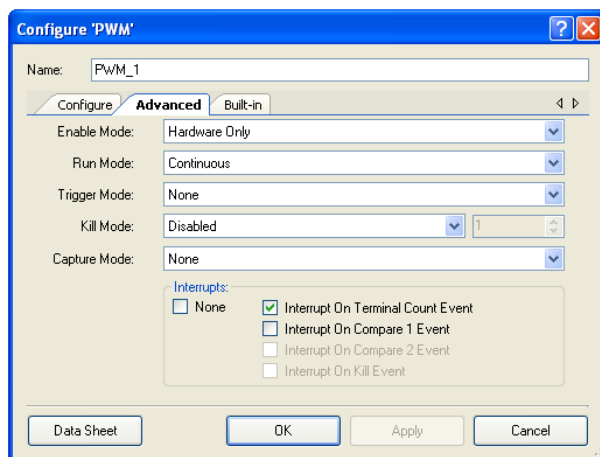 Configure 'PWM'
Name: PWM_1
Configure Advanced Built-in
Enable Mode: Hardware Only
Run Mode: Continuous
Trigger Mode: None
Kill Mode: Disabled 1
Capture Mode: None
Interrupts:
None Interrupt On Terminal Count Event
Interrupt On Compare 1 Event
Interrupt On Compare 2 Event
Interrupt On Kill Event
Data Sheet OK Apply Cancel